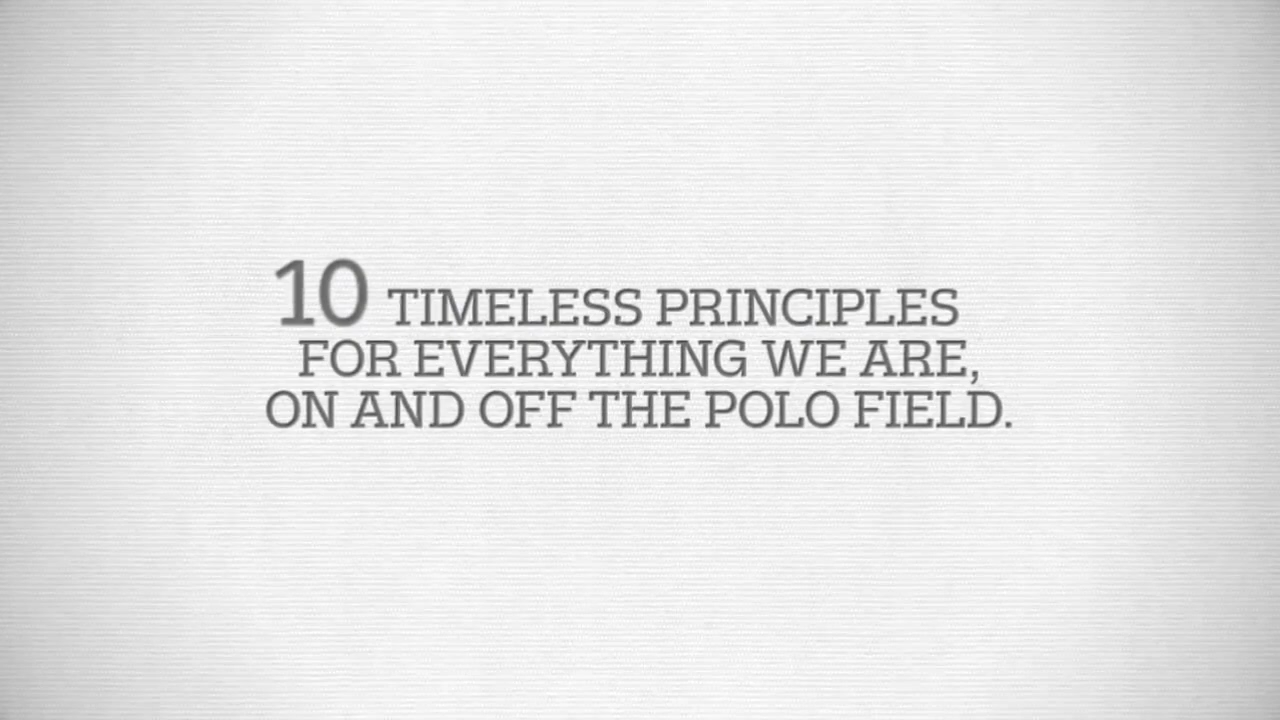 10 TIMELESS PRINCIPLES
FOR EVERYTHING WE ARE,
ON AND OFF THE POLO FIELD.